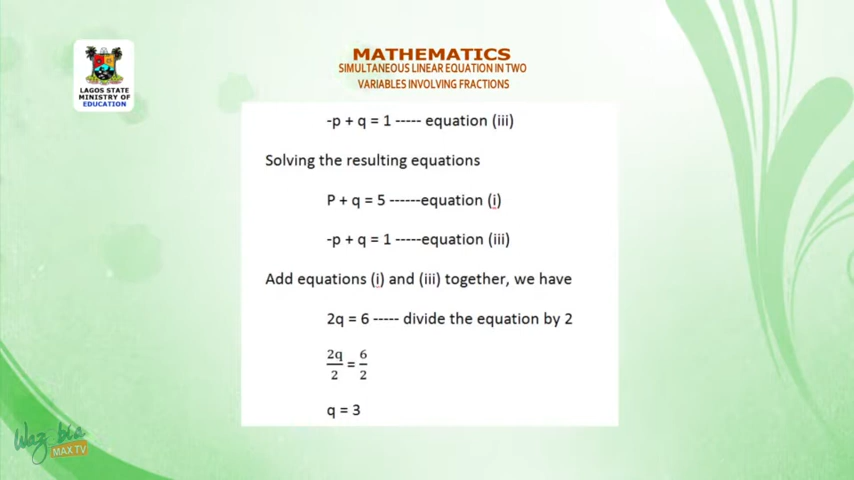 LAGOS STATE
MINISTRY OF
EDUCATION
MATHEMATICS
SIMULTANEOUS LINEAR EQUATION IN TWO
VARIABLES INVOLVING FRACTIONS
-p + q = 1 ----- equation (iii)
Solving the resulting equations
P + q = 5 ------equation (i)
-p + q = 1 -----equation (iii)
Add equations (i) and (iii) together, we have
2q = 6 ----- divide the equation by 2
2q/2 = 6/2
q = 3
Waz bia
MAX TV